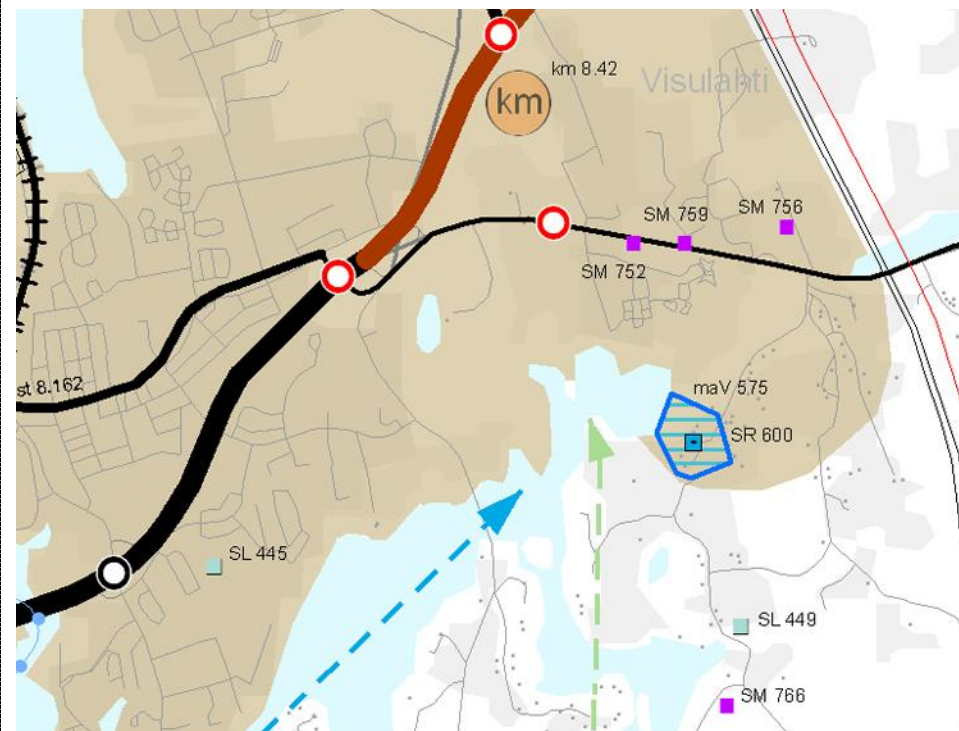 km 8.42
Visulahti
km
SM 759
SM 756
SM 752
st 8.162
maV 575
SR 600
SL 445
SL 449
SM 766